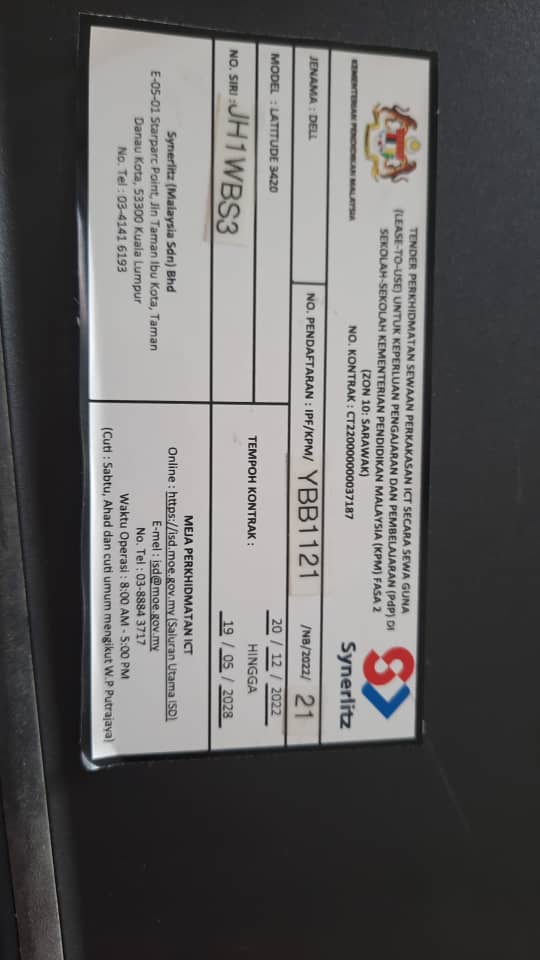 KEMENTERIAN PENDIDIKAN MALAYSIA
TENDER PERKHIDMATAN SEWAAN PERKAKASAN ICT SECARA SEWA GUNA
(LEASE-TO-USE) UNTUK KEPERLUAN PENGAJARAN DAN PEMBELAJARAN (PdP) DI
SEKOLAH-SEKOLAH KEMENTERIAN PENDIDIKAN MALAYSIA (KPM) FASA 2
(ZON 10: SARAWAK)
NO. KONTRAK : CT220000000037187
Synerlitz
JENAMA : DELL
NO. PENDAFTARAN : IPF/KPM/ YBB1121 /NB/2022/ 21
MODEL : LATITUDE 3420
NO. SIRI : JH1WBS3
TEMPOH KONTRAK :
20 / 12 / 2022
HINGGA
19 / 05 / 2028
Synerlitz (Malaysia Sdn) Bhd
E-05-01 Starparc Point, Jln Taman Ibu Kota, Taman
Danau Kota, 53300 Kuala Lumpur
No. Tel : 03-4141 6193
MEJA PERKHIDMATAN ICT
Online : https://isd.moe.gov.my (Saluran Utama ISD)
E-mel : isd@moe.gov.my
No. Tel : 03-8884 3717
Waktu Operasi : 8:00 AM - 5:00 PM
(Cuti : Sabtu, Ahad dan cuti umum mengikut W. P Putrajaya)